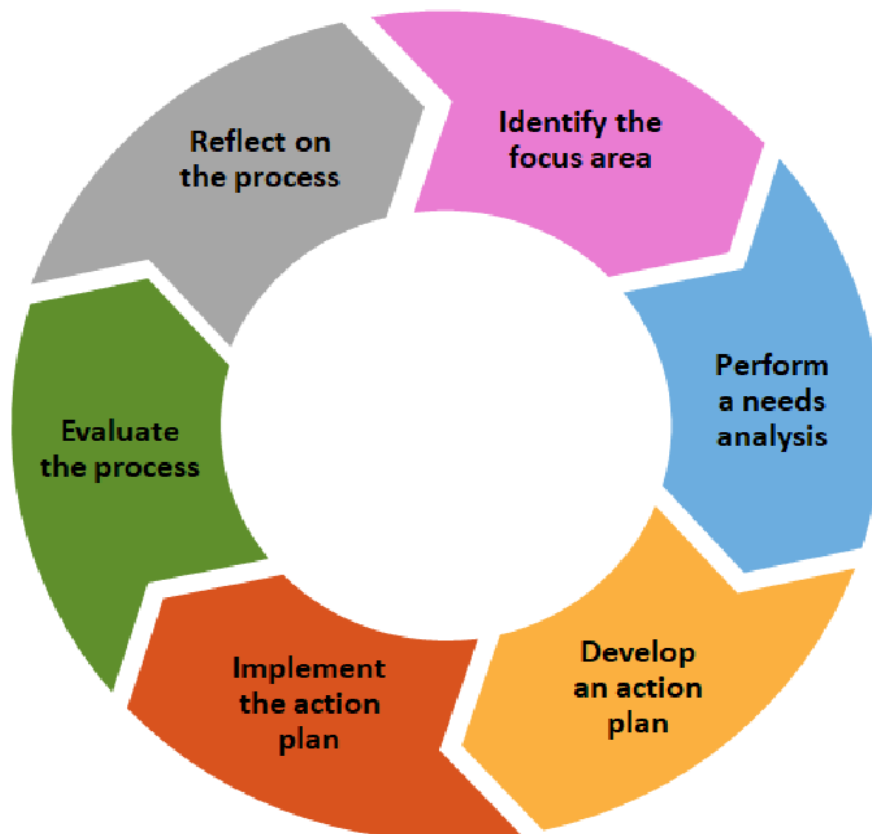 Identify the
focus area
Perform
a needs
analysis
Develop
an action
plan
Implement
the action
plan
Evaluate
the process
Reflect on
the process